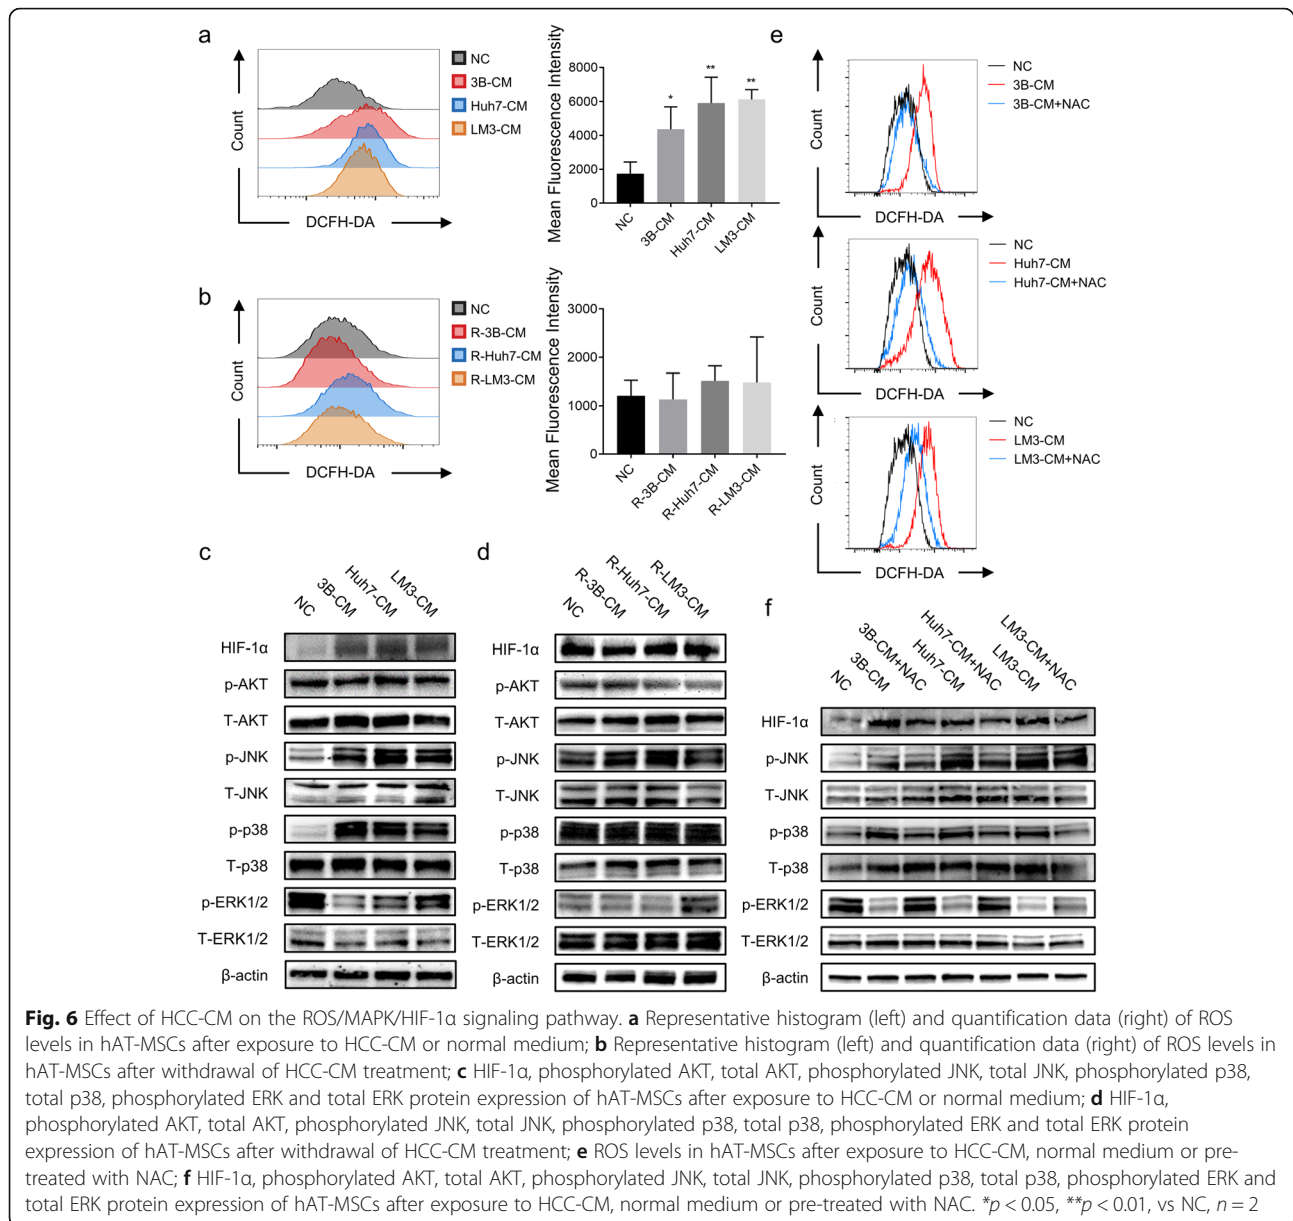 a
NC
3B-CM
Huh7-CM
LM3-CM
Count
DCFH-DA
Mean Fluorescence Intensity
8000
6000
4000
2000
0
*
**
**
NC
3B-CM
Huh7-CM
LM3-CM
b
NC
R-3B-CM
R-Huh7-CM
R-LM3-CM
Count
DCFH-DA
Mean Fluorescence Intensity
3000
2000
1000
0
NC
R-3B-CM
R-Huh7-CM
R-LM3-CM
e
NC
3B-CM
3B-CM+NAC
Count
DCFH-DA
NC
Huh7-CM
Huh7-CM+NAC
Count
DCFH-DA
NC
LM3-CM
LM3-CM+NAC
Count
DCFH-DA
c
NC
3B-CM
Huh7-CM
LM3-CM
HIF-1α
p-AKT
T-AKT
p-JNK
T-JNK
p-p38
T-p38
p-ERK1/2
T-ERK1/2
β-actin
d
NC
R-3B-CM
R-Huh7-CM
R-LM3-CM
HIF-1α
p-AKT
T-AKT
p-JNK
T-JNK
p-p38
T-p38
p-ERK1/2
T-ERK1/2
β-actin
f
NC
3B-CM
3B-CM+NAC
Huh7-CM
Huh7-CM+NAC
LM3-CM
LM3-CM+NAC
HIF-1α
p-JNK
T-JNK
p-p38
T-p38
p-ERK1/2
T-ERK1/2
β-actin
Fig. 6 Effect of HCC-CM on the ROS/MAPK/HIF-1α signaling pathway. a Representative histogram (left) and quantification data (right) of ROS
levels in hAT-MSCs after exposure to HCC-CM or normal medium; b Representative histogram (left) and quantification data (right) of ROS levels in
hAT-MSCs after withdrawal of HCC-CM treatment; c HIF-1α, phosphorylated AKT, total AKT, phosphorylated JNK, total JNK, phosphorylated p38,
total p38, phosphorylated ERK and total ERK protein expression of hAT-MSCs after exposure to HCC-CM or normal medium; d HIF-1α,
phosphorylated AKT, total AKT, phosphorylated JNK, total JNK, phosphorylated p38, total p38, phosphorylated ERK and total ERK protein
expression of hAT-MSCs after withdrawal of HCC-CM treatment; e ROS levels in hAT-MSCs after exposure to HCC-CM, normal medium or pre-
treated with NAC; f HIF-1α, phosphorylated AKT, total AKT, phosphorylated JNK, total JNK, phosphorylated p38, total p38, phosphorylated ERK and
total ERK protein expression of hAT-MSCs after exposure to HCC-CM, normal medium or pre-treated with NAC. *p < 0.05, **p < 0.01, vs NC, n = 2